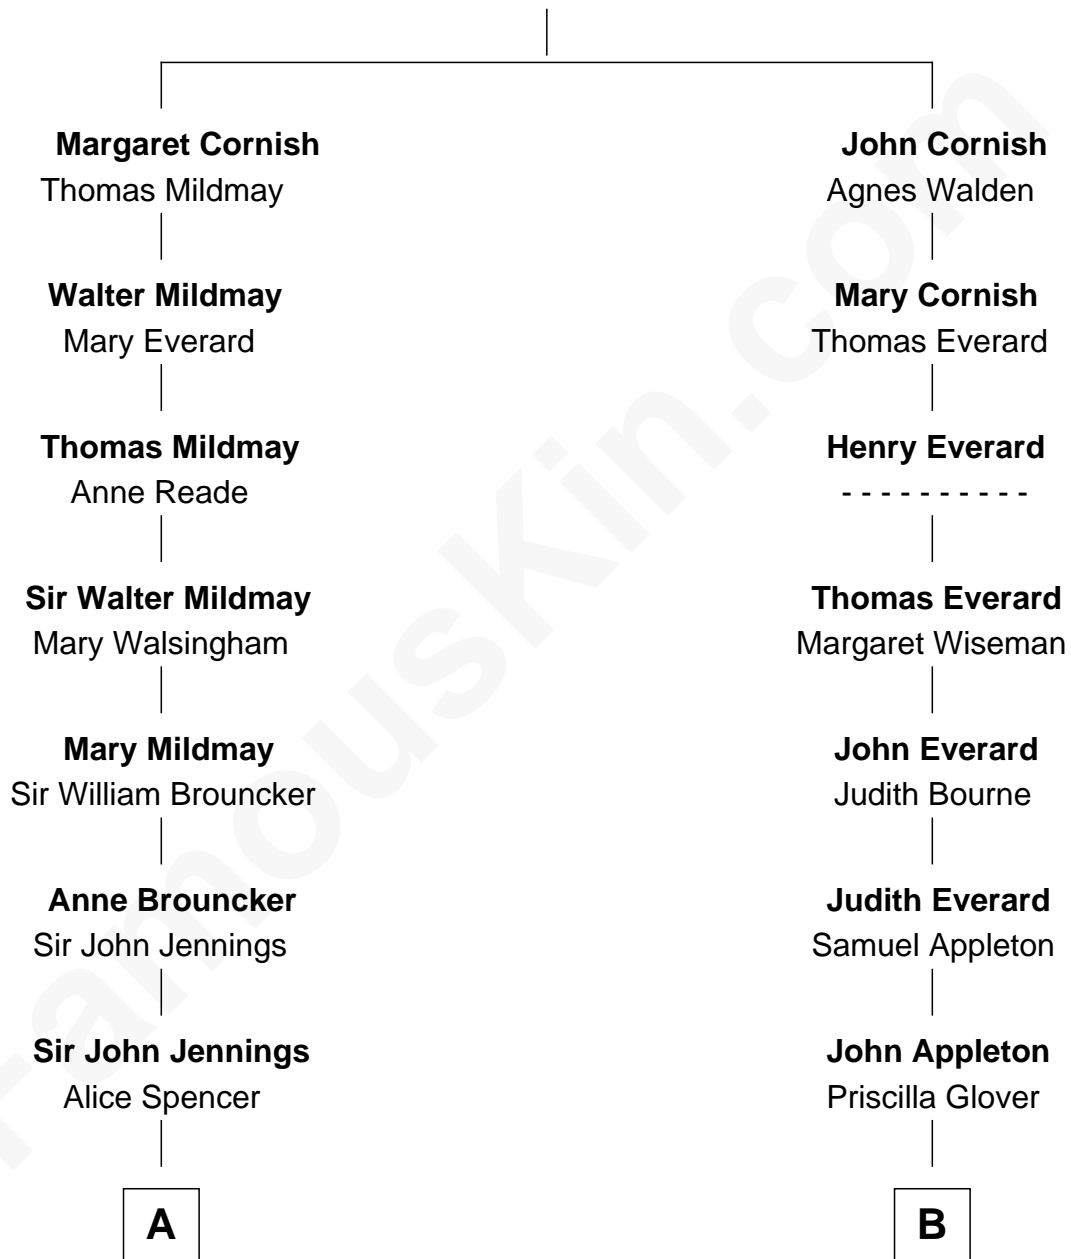 Margaret Cornish
Thomas Mildmay
Walter Mildmay
Mary Everard
Thomas Mildmay
Anne Reade
Sir Walter Mildmay
Mary Walsingham
Mary Mildmay
Sir William Brouncker
Anne Brouncker
Sir John Jennings
Sir John Jennings
Alice Spencer
A
John Cornish
Agnes Walden
Mary Cornish
Thomas Everard
Henry Everard
- - - - - - - - - -
Thomas Everard
Margaret Wiseman
John Everard
Judith Bourne
Judith Everard
Samuel Appleton
John Appleton
Priscilla Glover
B
FamousKin.com